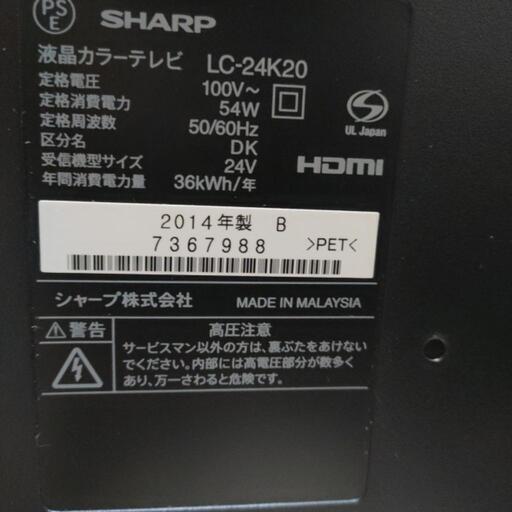 PS
E
SHARP
液晶カラーテレビ LC-24K20
定格電圧 100V～
定格消費電力 54W
定格周波数 50/60Hz
区分名 DK
受信機型サイズ 24V
年間消費電力量 36kWh/年
UL Japan
HDMI
2014年製 B
7367988
>PET<
シャープ株式会社 MADE IN MALAYSIA
警告
高圧注意
サービスマン以外の方は、裏ぶたをあけないで
ください。内部には高電圧部分が数多く
あり、万一さわると危険です。